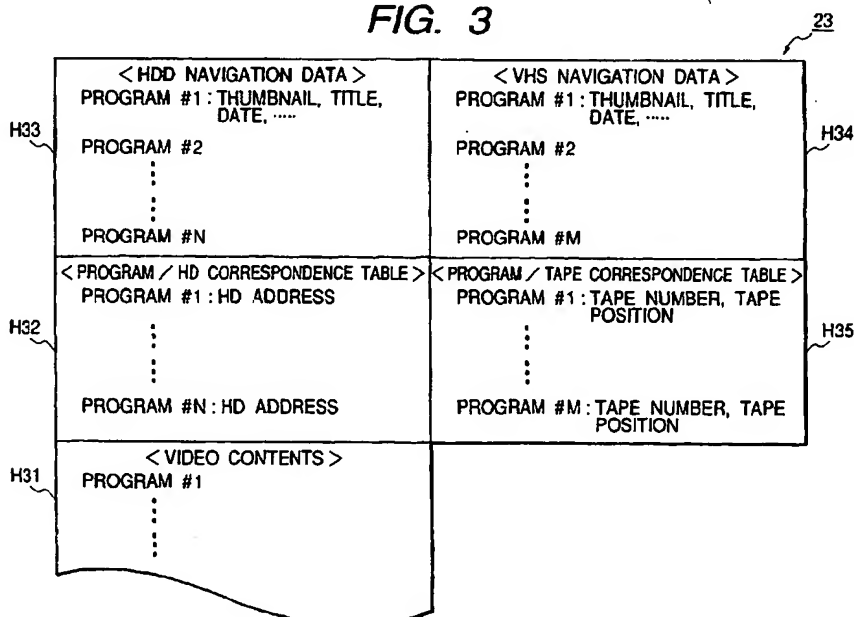 FIG. 3
23
<HDD NAVIGATION DATA>
PROGRAM #1 : THUMBNAIL, TITLE,
DATE, .....
PROGRAM #2
PROGRAM #N
H33
<VHS NAVIGATION DATA>
PROGRAM #1 : THUMBNAIL, TITLE,
DATE, .....
PROGRAM #2
PROGRAM #M
H34
<PROGRAM / HD CORRESPONDENCE TABLE>
PROGRAM #1 : HD ADDRESS
PROGRAM #N : HD ADDRESS
H32
<PROGRAM / TAPE CORRESPONDENCE TABLE>
PROGRAM #1 : TAPE NUMBER, TAPE
POSITION
PROGRAM #M : TAPE NUMBER, TAPE
POSITION
H35
<VIDEO CONTENTS>
PROGRAM #1
H31